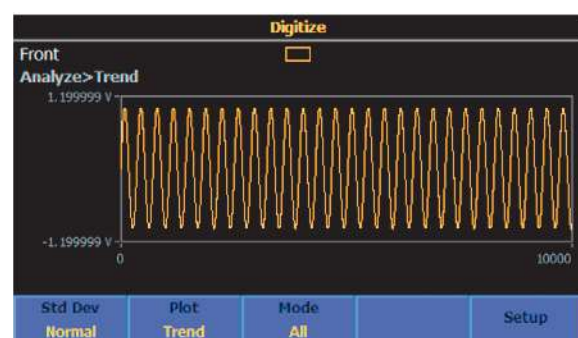 Digitize
Front
Analyze>Trend
1.199999 V
-1.199999 V
0
10000
Std Dev
Normal
Plot
Trend
Mode
All
Setup